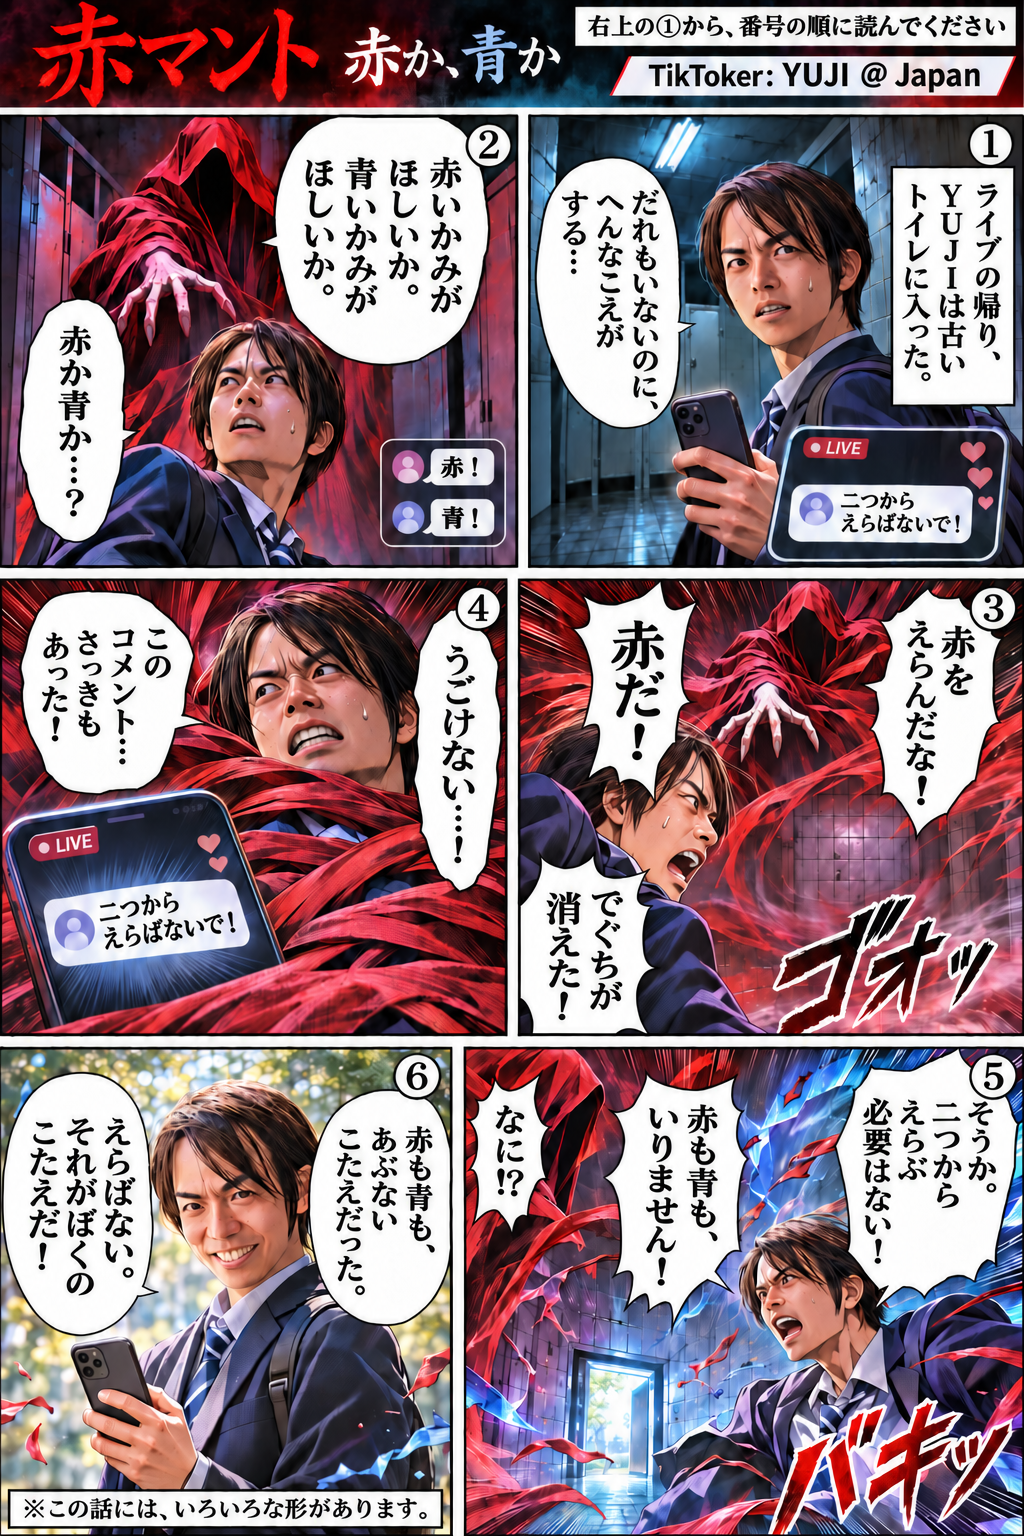 赤マント 赤か、青か
右上の①から、番号の順に読んでください
TikToker: YUJI @ Japan
①
ライブの帰り、
YUJIは古い
トイレに入った。
だれもいないのに、
へんなこえが
する…
LIVE
二つから
えらばないで!
②
赤いかみが
ほしいか。
青いかみが
ほしいか。
赤か青か…?
赤!
青!
③
赤を
えらんだな!
赤だ!
でぐちが
消えた!
ゴオッ
④
うごけない…!
この
コメント…
さっきも
あった!
LIVE
二つから
えらばないで!
⑤
そうか。
二つから
えらぶ
必要はない!
赤も青も、
いりません!
なに!?
バキッ
⑥
赤も青も、
あぶない
こたえだった。
えらばない。
それがぼくの
こたえだ!
※この話には、いろいろな形があります。